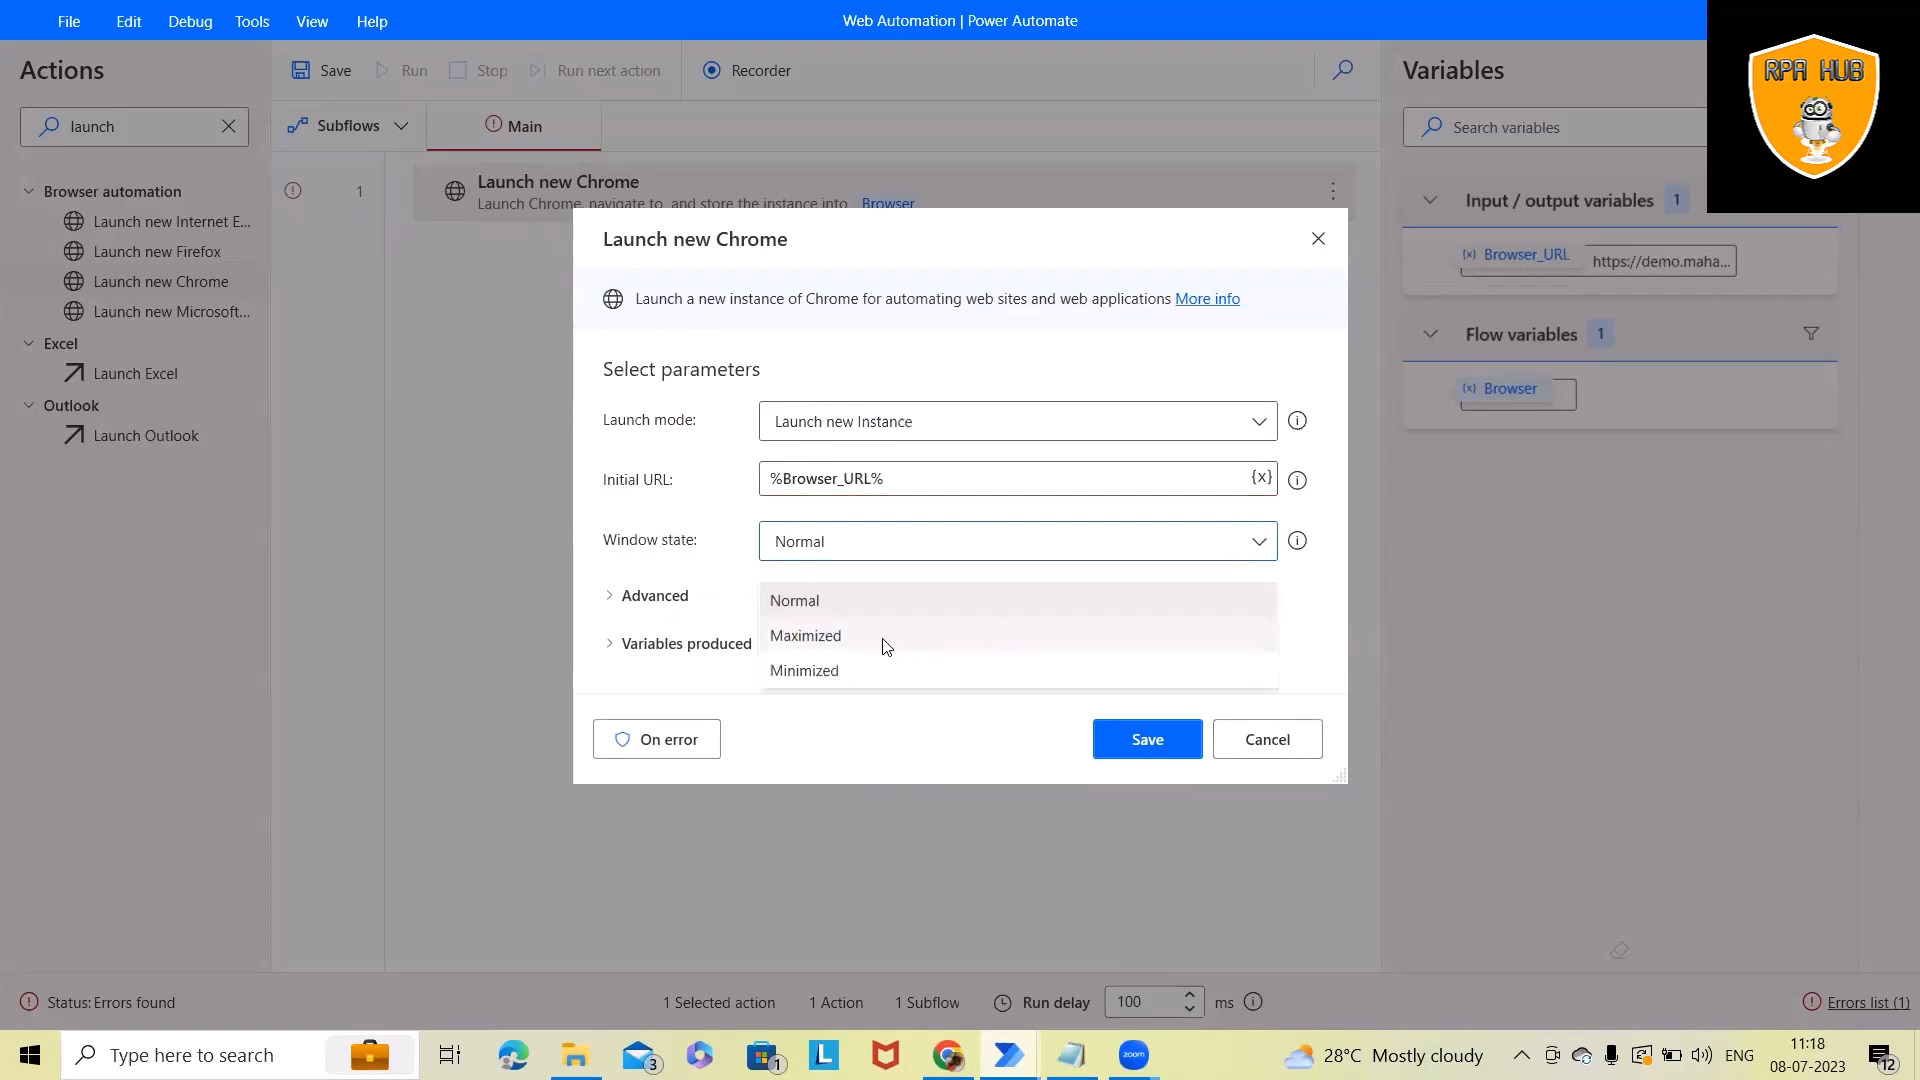 File Edit Debug Tools View Help
Web Automation | Power Automate
RPA HUB
Actions
launch
Browser automation
Launch new Internet E...
Launch new Firefox
Launch new Chrome
Launch new Microsoft...
Excel
Launch Excel
Outlook
Launch Outlook
Save Run Stop Run next action Recorder
Subflows Main
1
Launch new Chrome
Launch Chrome, navigate to and store the instance into Browser
Launch new Chrome
Launch a new instance of Chrome for automating web sites and web applications More info
Select parameters
Launch mode: Launch new Instance
Initial URL: %Browser_URL% {x}
Window state: Normal
Advanced
Normal
Maximized
Variables produced
Minimized
On error Save Cancel
Variables
Search variables
Input / output variables 1
(x) Browser_URL https://demo.maha...
Flow variables 1
(x) Browser
Status: Errors found
1 Selected action 1 Action 1 Subflow Run delay 100 ms
Errors list (1)
Type here to search
3
1
L
zoom
28°C Mostly cloudy
ENG
11:18
08-07-2023
12